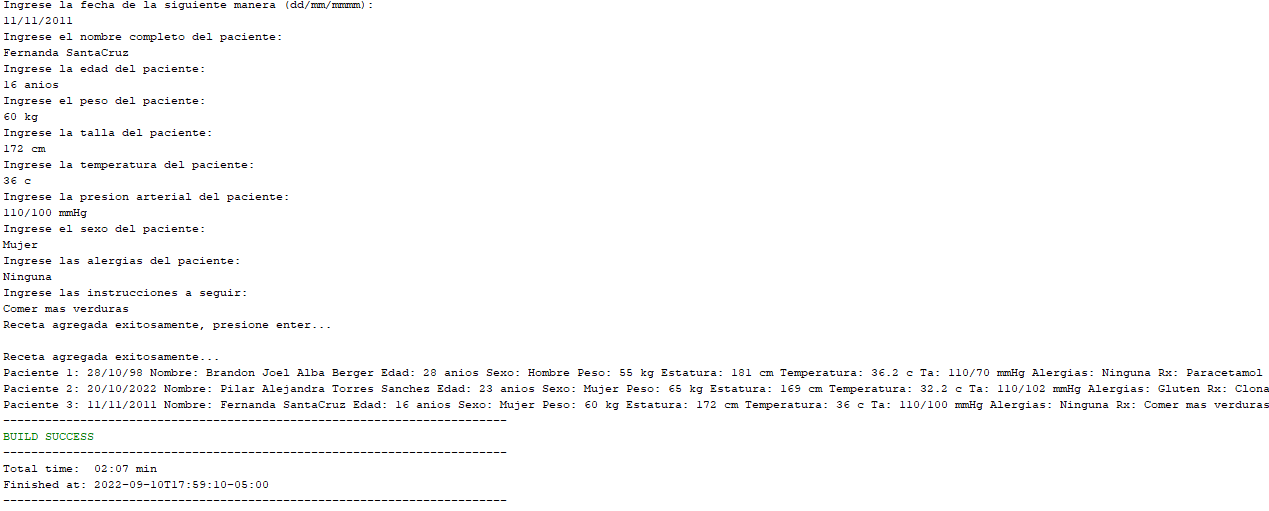 Ingrese la fecha de la siguiente manera (dd/mm/mmmm):
11/11/2011
Ingrese el nombre completo del paciente:
Fernanda SantaCruz
Ingrese la edad del paciente:
16 anios
Ingrese el peso del paciente:
60 kg
Ingrese la talla del paciente:
172 cm
Ingrese la temperatura del paciente:
36 c
Ingrese la presion arterial del paciente:
110/100 mmHg
Ingrese el sexo del paciente:
Mujer
Ingrese las alergias del paciente:
Ninguna
Ingrese las instrucciones a seguir:
Comer mas verduras
Receta agregada exitosamente, presione enter...
Receta agregada exitosamente...
Paciente 1: 28/10/98 Nombre: Brandon Joel Alba Berger Edad: 28 anios Sexo: Hombre Peso: 55 kg Estatura: 181 cm Temperatura: 36.2 c Ta: 110/70 mmHg Alergias: Ninguna Rx: Paracetamol
Paciente 2: 20/10/2022 Nombre: Pilar Alejandra Torres Sanchez Edad: 23 anios Sexo: Mujer Peso: 65 kg Estatura: 169 cm Temperatura: 32.2 c Ta: 110/102 mmHg Alergias: Gluten Rx: Clona
Paciente 3: 11/11/2011 Nombre: Fernanda SantaCruz Edad: 16 anios Sexo: Mujer Peso: 60 kg Estatura: 172 cm Temperatura: 36 c Ta: 110/100 mmHg Alergias: Ninguna Rx: Comer mas verduras
------------------------------------------------------------------------
BUILD SUCCESS
------------------------------------------------------------------------
Total time:  02:07 min
Finished at: 2022-09-10T17:59:10-05:00
------------------------------------------------------------------------